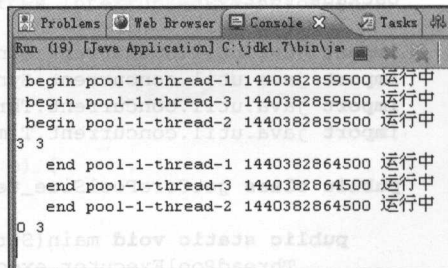 Problems Web Browser Console Tasks
Run (19) [Java Application] C:\jdk1.7\bin\ja
begin pool-1-thread-1 1440382859500 运行中
begin pool-1-thread-3 1440382859500 运行中
begin pool-1-thread-2 1440382859500 运行中
3 3
end pool-1-thread-1 1440382864500 运行中
end pool-1-thread-3 1440382864500 运行中
end pool-1-thread-2 1440382864500 运行中
0 3